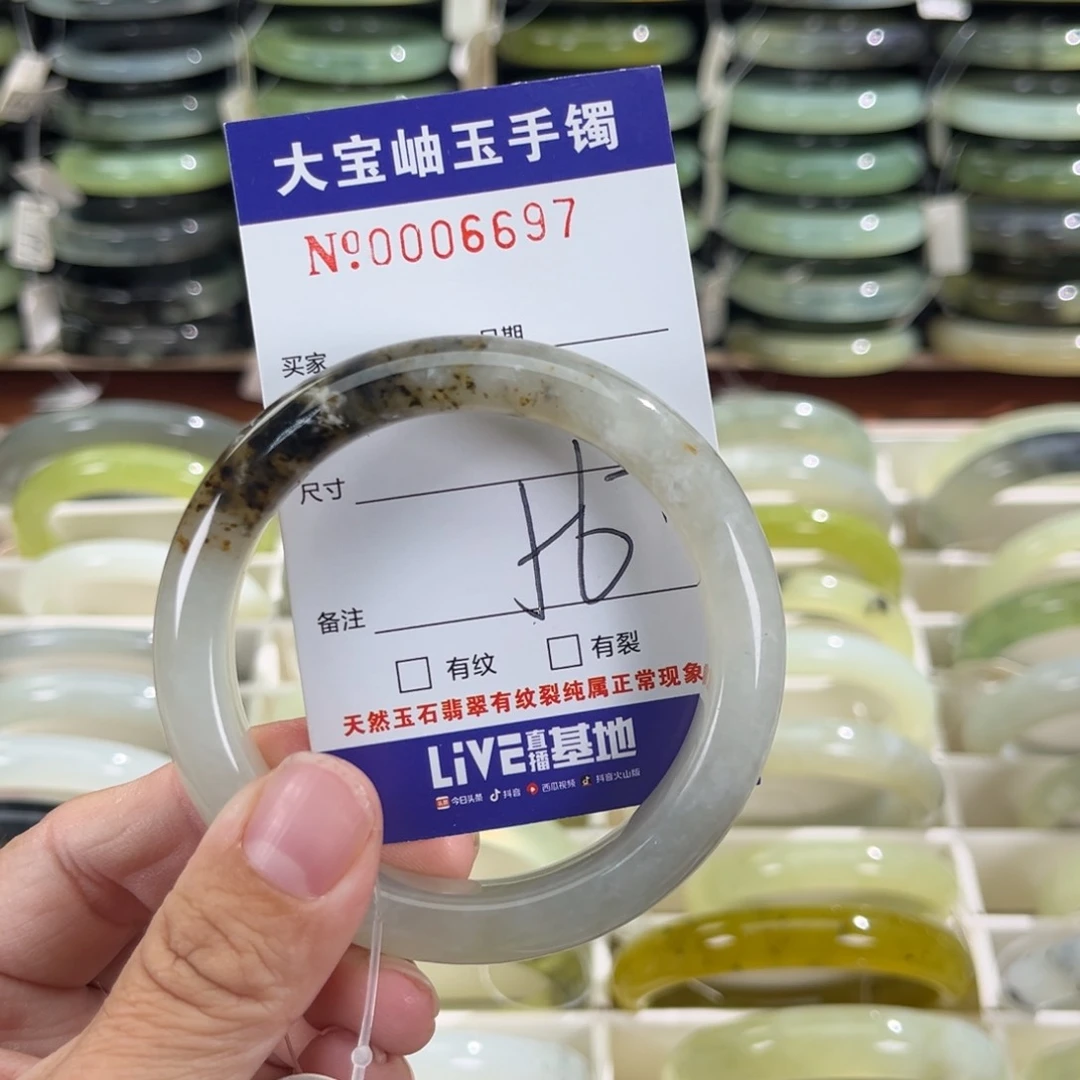 大宝岫玉手镯
Nº:0006697
日期
买家
尺寸
备注
有纹 有裂
天然玉石翡翠有纹裂纯属正常现象
LiVE直播基地
今日头条 抖音 西瓜视频 抖音火山版